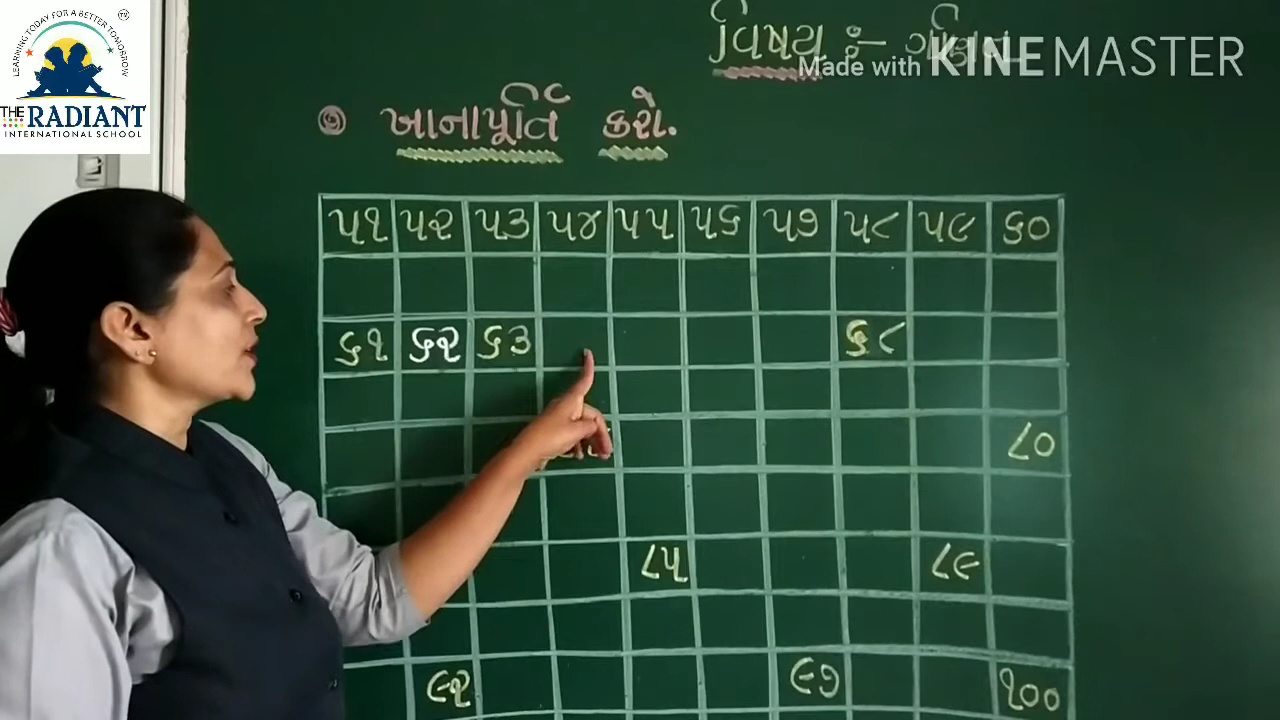 LEARNING TODAY FOR A BETTER TOMORROW
THE RADIANT
INTERNATIONAL SCHOOL
વિષય :- ગણિત
Made with KINEMASTER
૭ ખાનાપૂર્તિ કરો.
૫૧ ૫૨ ૫૩ ૫૪ ૫૫ ૫૬ ૫૭ ૫૮ ૫૯ ૬૦
૬૧ ૬૨ ૬૩ ૬૮
૮૦
૮૫ ૮૯
૯૨ ૯૭ ૧૦૦